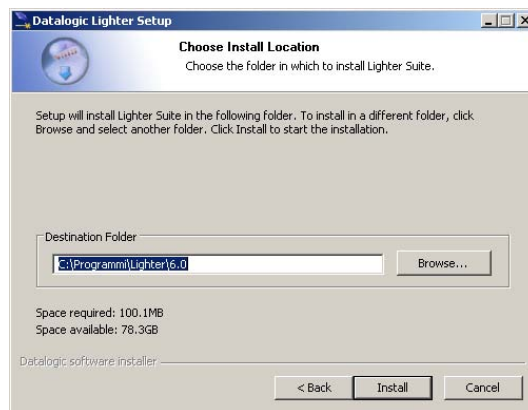 Datalogic Lighter Setup
Choose Install Location
Choose the folder in which to install Lighter Suite.
Setup will install Lighter Suite in the following folder. To install in a different folder, click
Browse and select another folder. Click Install to start the installation.
Destination Folder
C:\Programmi\Lighter\6.0
Browse...
Space required: 100.1MB
Space available: 78.3GB
Datalogic software installer
< Back
Install
Cancel